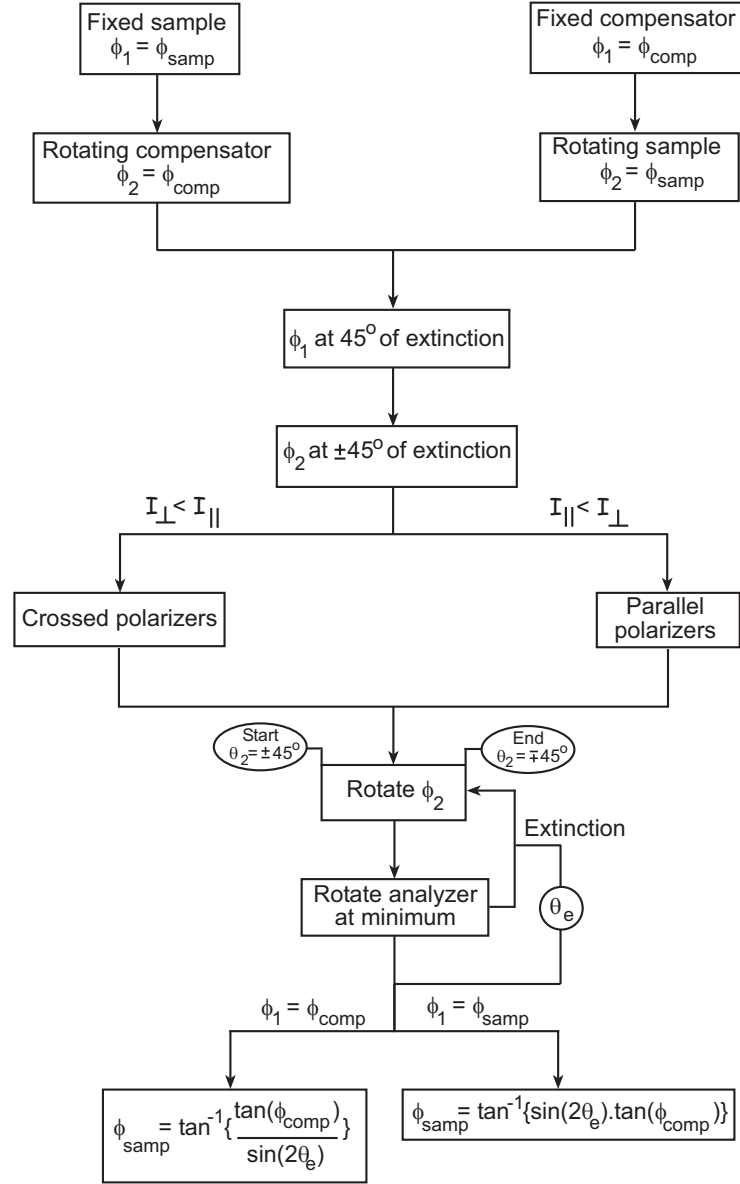 Fixed sample
ϕ₁ = ϕsamp
Fixed compensator
ϕ₁ = ϕcomp
Rotating compensator
ϕ₂ = ϕcomp
Rotating sample
ϕ₂ = ϕsamp
ϕ₁ at 45° of extinction
ϕ₂ at ±45° of extinction
I⊥ < I||
I|| < I⊥
Crossed polarizers
Parallel
polarizers
Start
θ₂ = ±45°
End
θ₂ = ∓45°
Rotate ϕ₂
Extinction
Rotate analyzer
at minimum
θe
ϕ₁ = ϕcomp
ϕ₁ = ϕsamp
ϕsamp = tan⁻¹{tan(ϕcomp)/sin(2θe)}
ϕsamp = tan⁻¹{sin(2θe).tan(ϕcomp)}